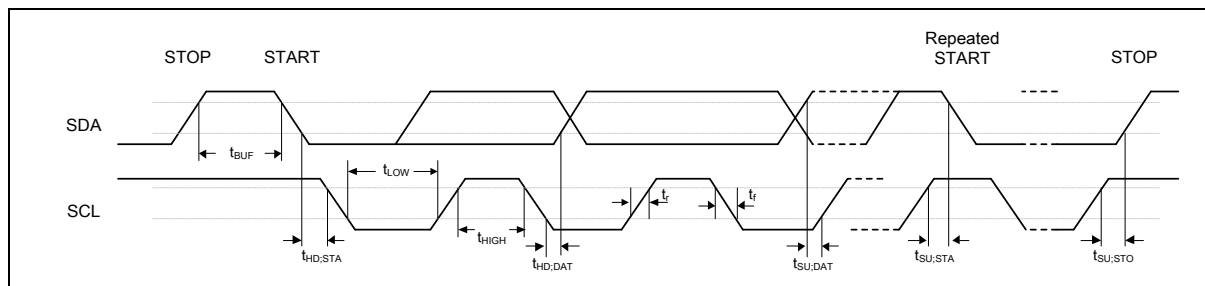 Repeated
STOP START START STOP
SDA
tBUF
tLOW
SCL
tr tf
tHIGH
tHD;STA tHD;DAT tSU;DAT tSU;STA tSU;STO